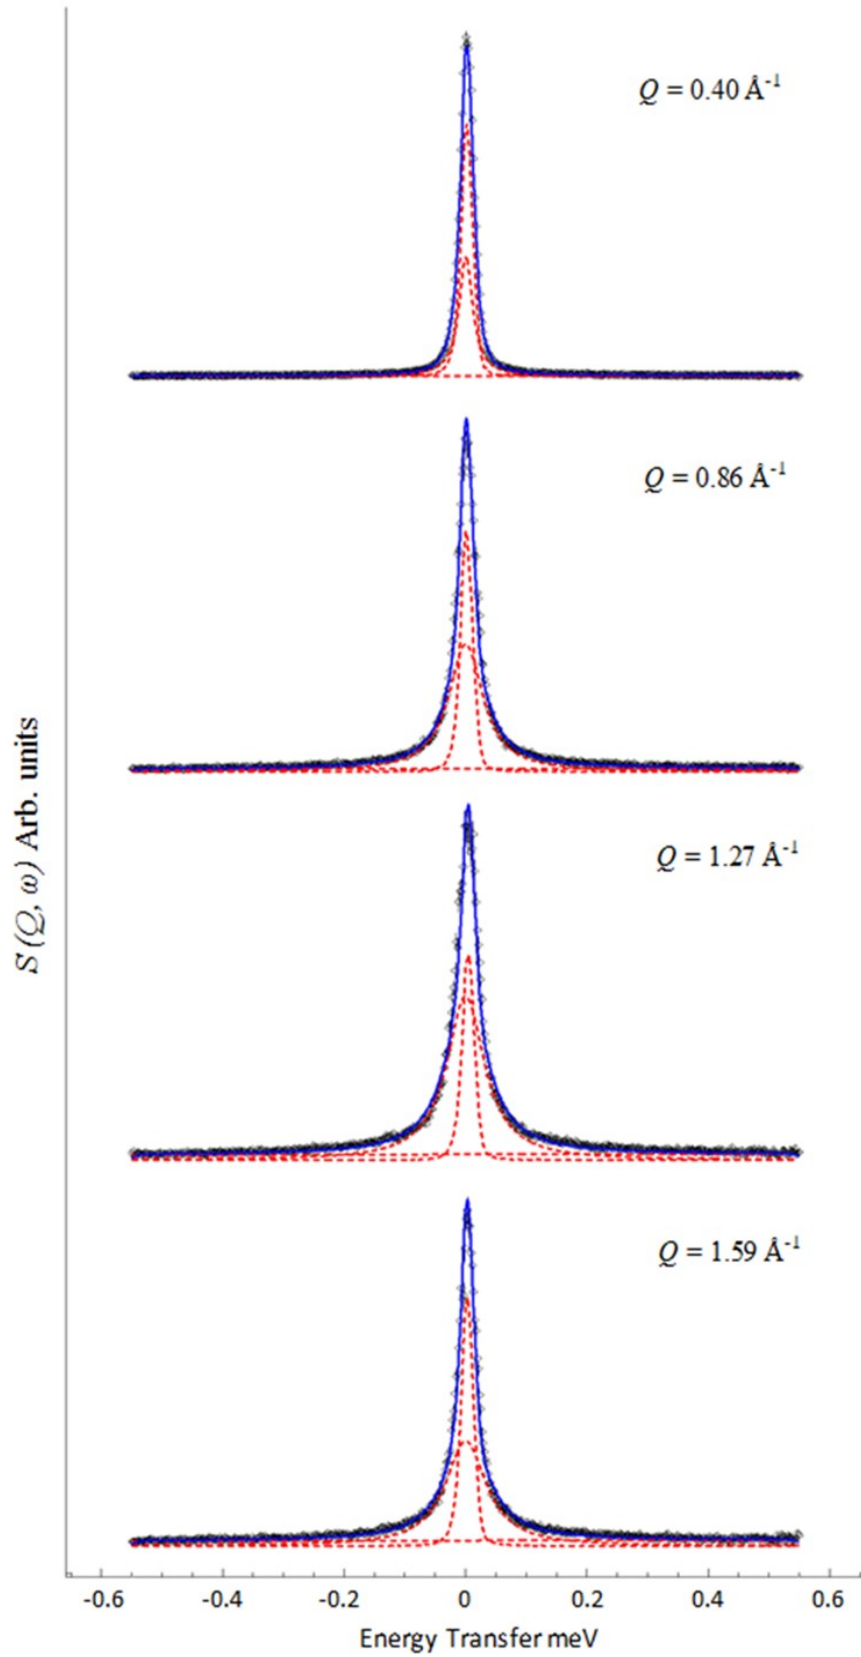 Q = 0.40 Å⁻¹
Q = 0.86 Å⁻¹
S (Q, ω) Arb. units
Q = 1.27 Å⁻¹
Q = 1.59 Å⁻¹
-0.6 -0.4 -0.2 0 0.2 0.4 0.6
Energy Transfer meV